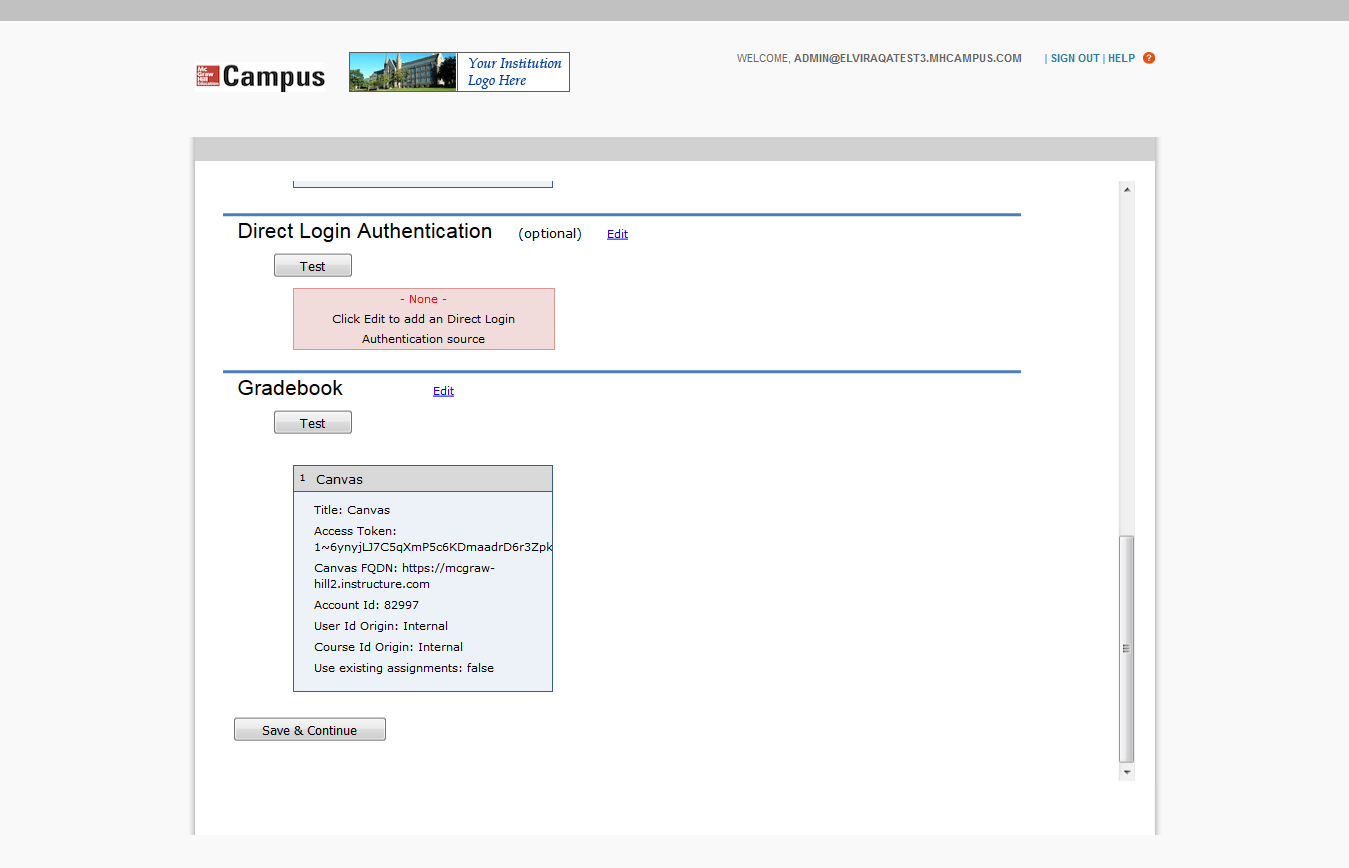 Mc Graw Hill Education
Campus
Your Institution
Logo Here
WELCOME, ADMIN@ELVIRAQATEST3.MHCAMPUS.COM | SIGN OUT | HELP ?
Direct Login Authentication (optional) Edit
Test
- None -
Click Edit to add an Direct Login
Authentication source
Gradebook Edit
Test
1 Canvas
Title: Canvas
Access Token:
1~6ynyjLJ7C5qXmP5c6KDmaadrD6r3Zpk
Canvas FQDN: https://mcgraw-
hill2.instructure.com
Account Id: 82997
User Id Origin: Internal
Course Id Origin: Internal
Use existing assignments: false
Save & Continue